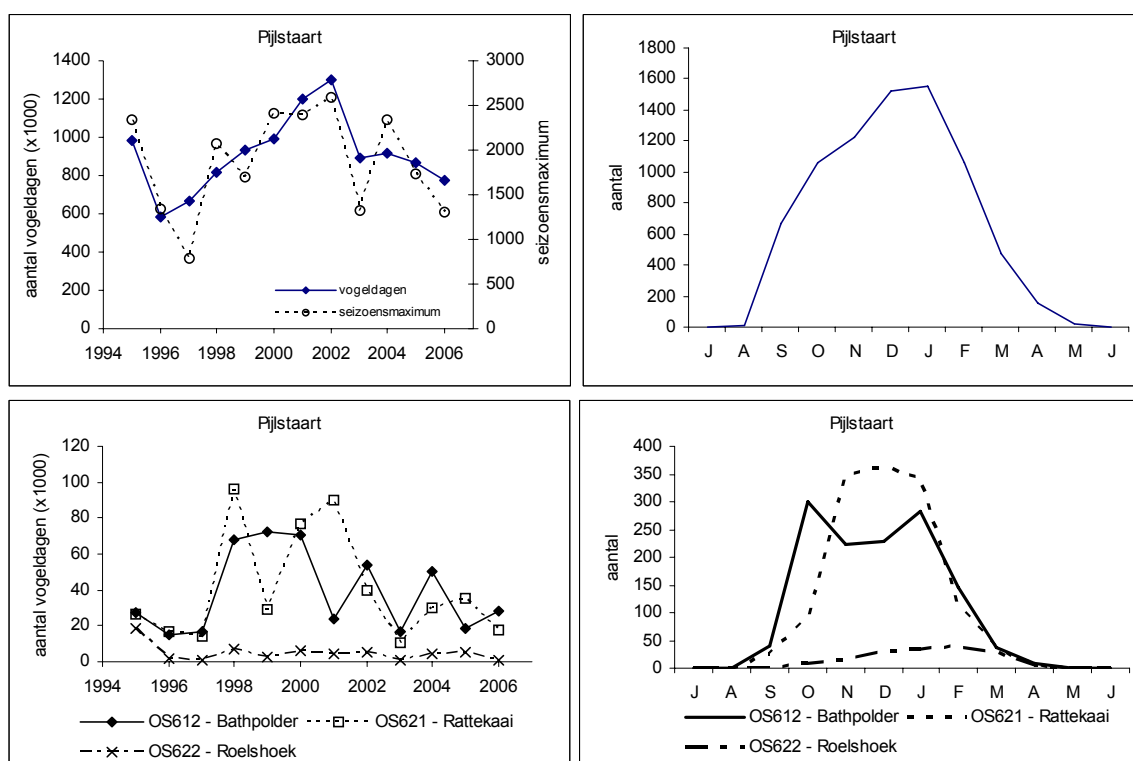 Pijlstaart
aantal vogeldagen (x1000)
1400
1200
1000
800
600
400
200
0
3000
2500
2000
1500
1000
500
0
seizoensmaximum
vogeldagen
seizoensmaximum
1994 1996 1998 2000 2002 2004 2006
Pijlstaart
aantal
1800
1600
1400
1200
1000
800
600
400
200
0
J A S O N D J F M A M J
Pijlstaart
aantal vogeldagen (x1000)
120
100
80
60
40
20
0
1994 1996 1998 2000 2002 2004 2006
OS612 - Bathpolder OS621 - Rattekaai
OS622 - Roelshoek
Pijlstaart
aantal
400
350
300
250
200
150
100
50
0
J A S O N D J F M A M J
OS612 - Bathpolder OS621 - Rattekaai
OS622 - Roelshoek